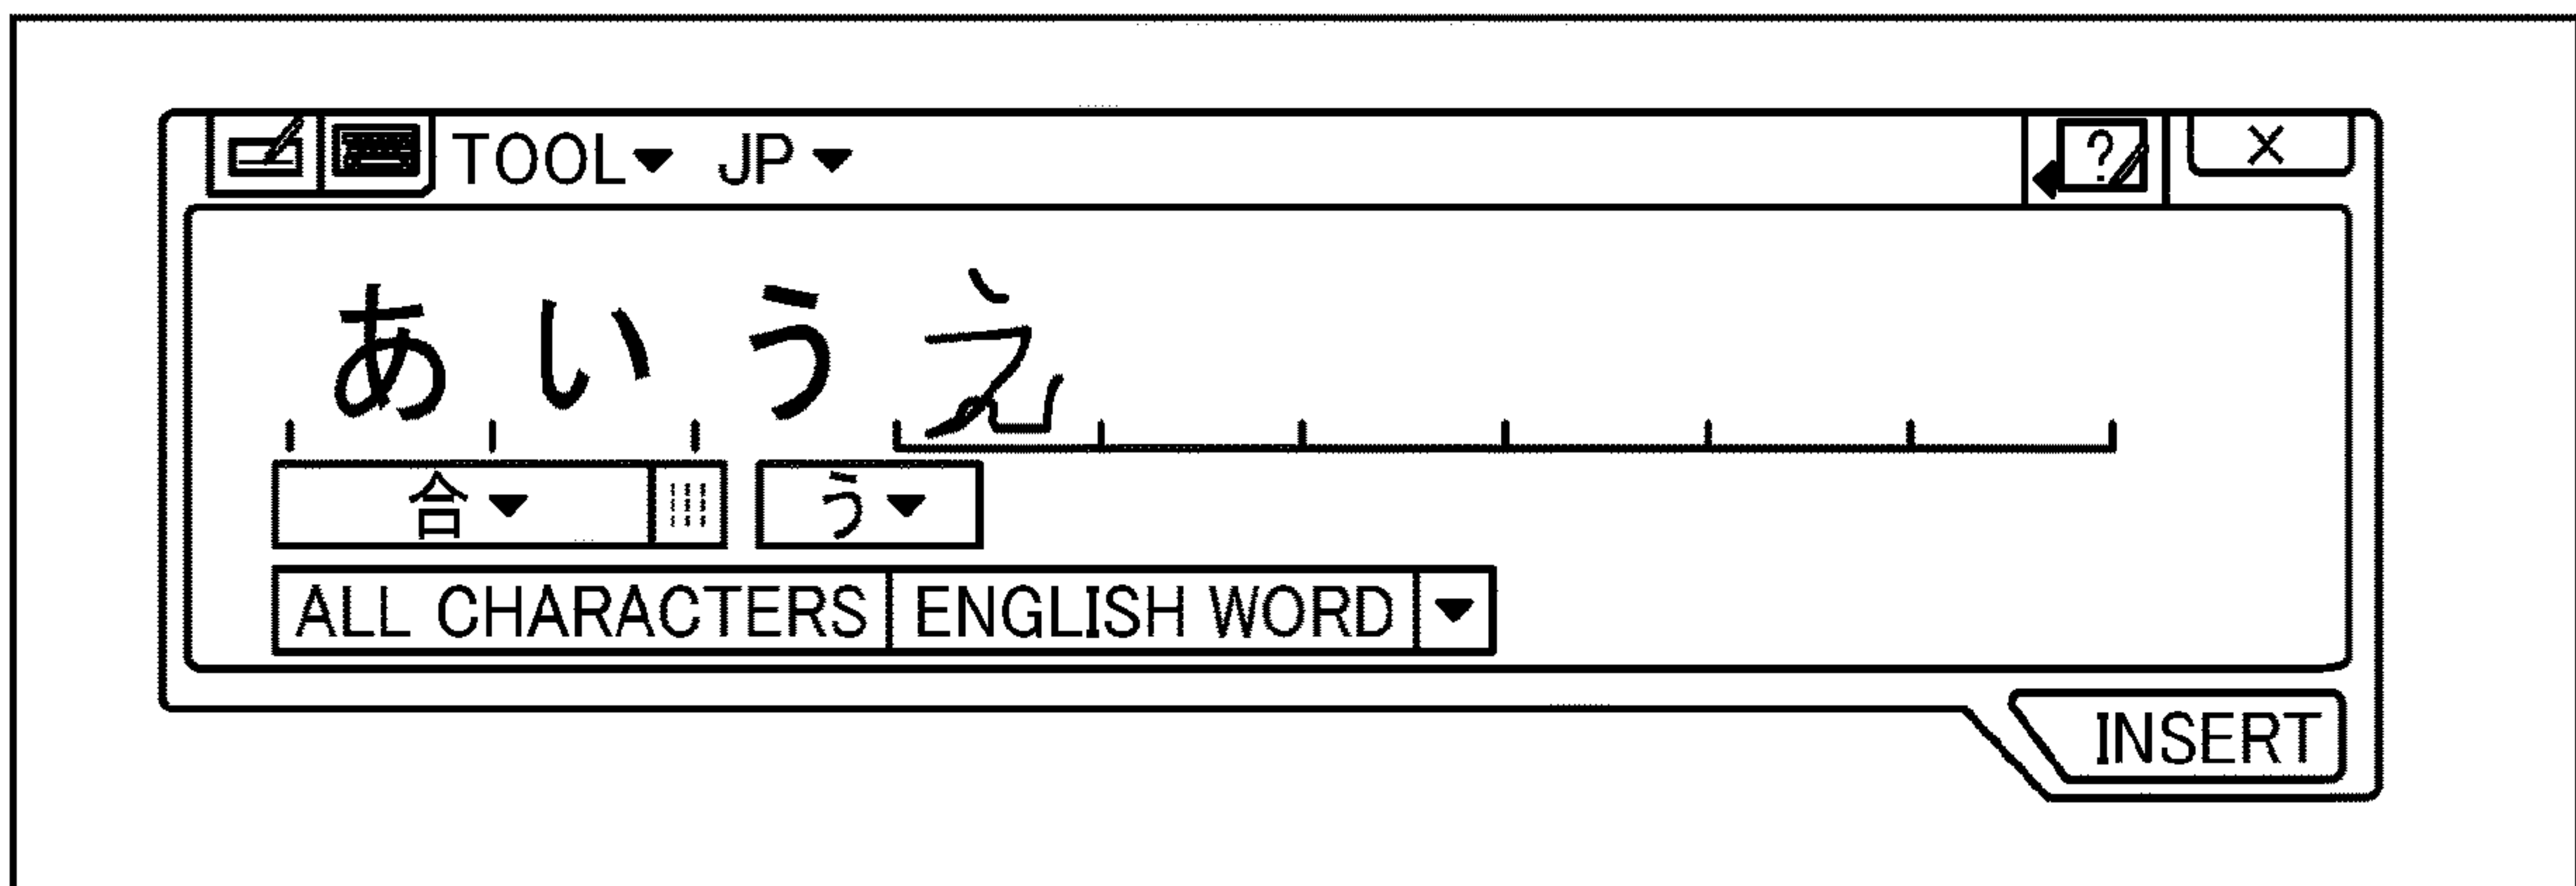 TOOL▼ JP▼ ? ×
あいうえ
合▼ う▼
ALL CHARACTERS ENGLISH WORD ▼
INSERT